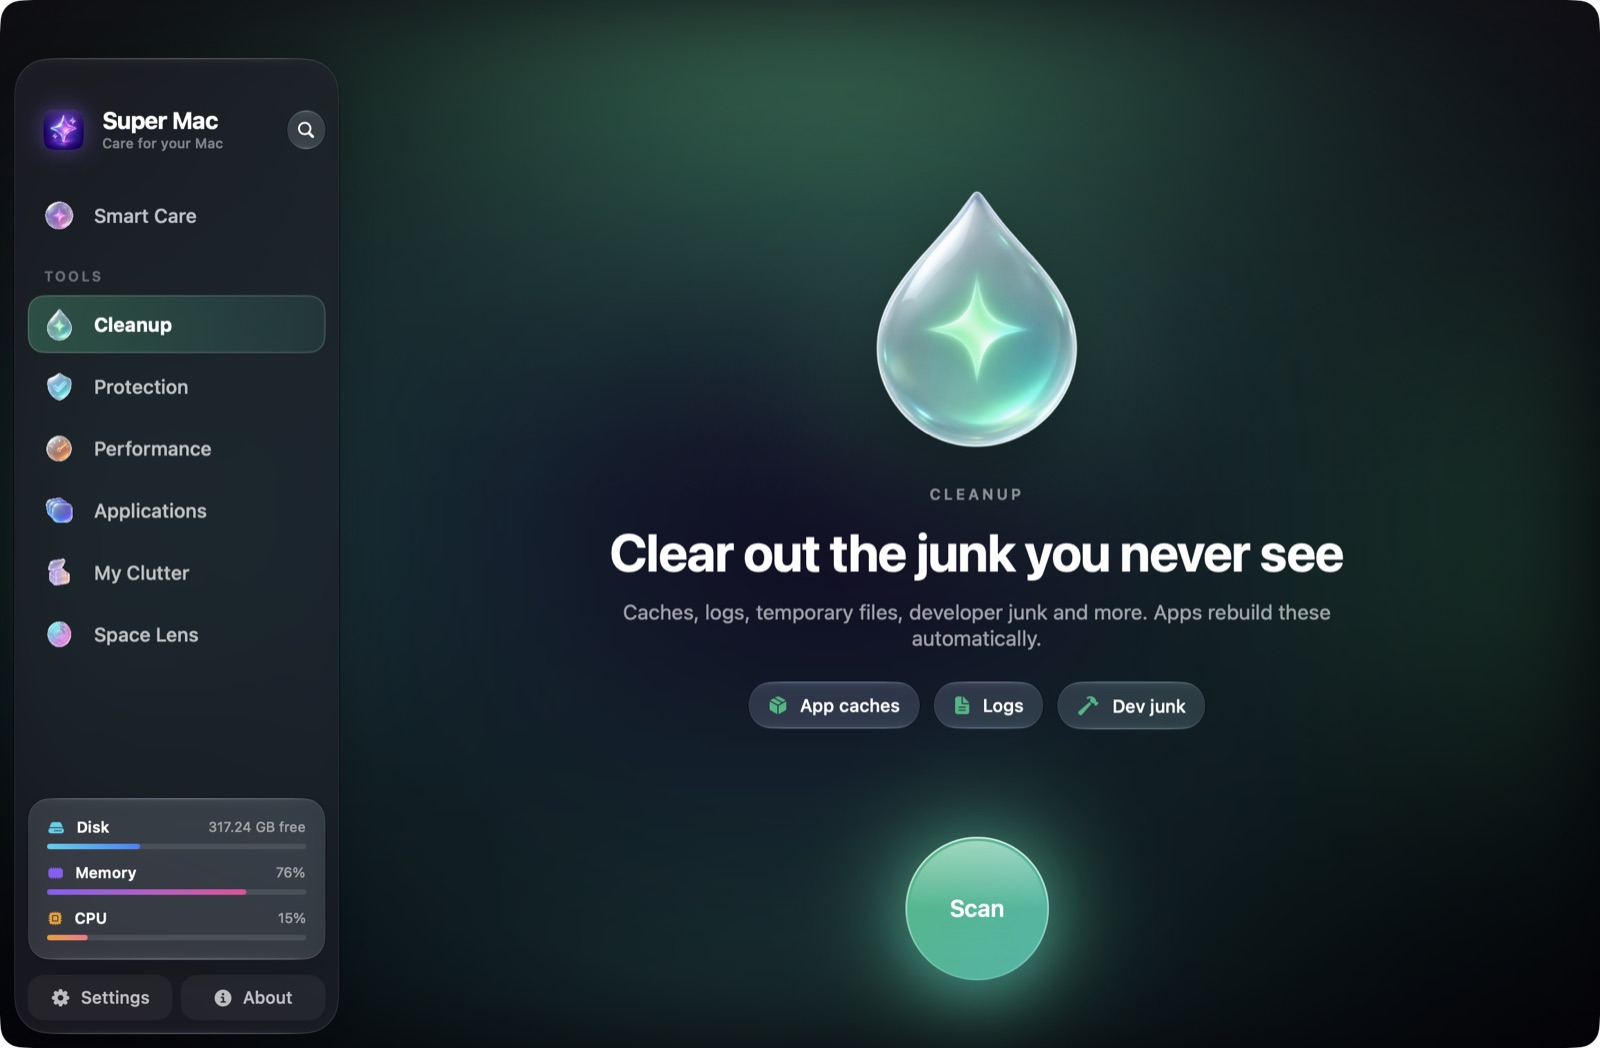 Super Mac
Care for your Mac
Smart Care
TOOLS
Cleanup
Protection
Performance
Applications
My Clutter
Space Lens
Disk 317.24 GB free
Memory 76%
CPU 15%
Settings
About
CLEANUP
Clear out the junk you never see
Caches, logs, temporary files, developer junk and more. Apps rebuild these
automatically.
App caches
Logs
Dev junk
Scan